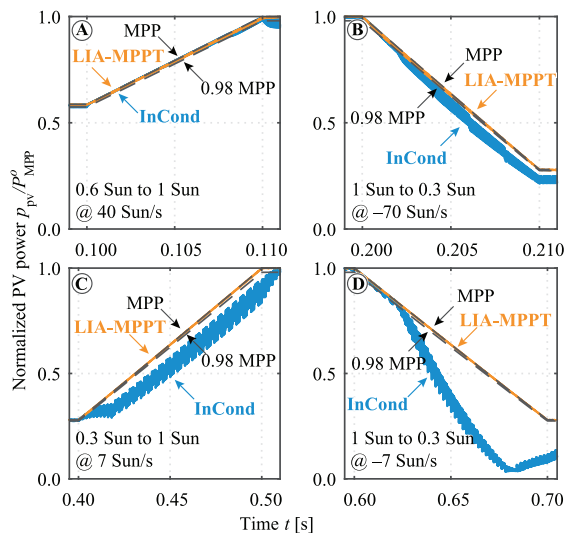 Normalized PV power p_pv/P°_MPP
1.0
0.5
0.0
A
MPP
LIA-MPPT
0.98 MPP
InCond
0.6 Sun to 1 Sun
@ 40 Sun/s
0.100
0.105
0.110
1.0
0.5
0.0
B
MPP
LIA-MPPT
0.98 MPP
InCond
1 Sun to 0.3 Sun
@ –70 Sun/s
0.200
0.205
0.210
1.0
0.5
0.0
C
MPP
LIA-MPPT
0.98 MPP
InCond
0.3 Sun to 1 Sun
@ 7 Sun/s
0.40
0.45
0.50
1.0
0.5
0.0
D
MPP
LIA-MPPT
0.98 MPP
InCond
1 Sun to 0.3 Sun
@ –7 Sun/s
0.60
0.65
0.70
Time t [s]